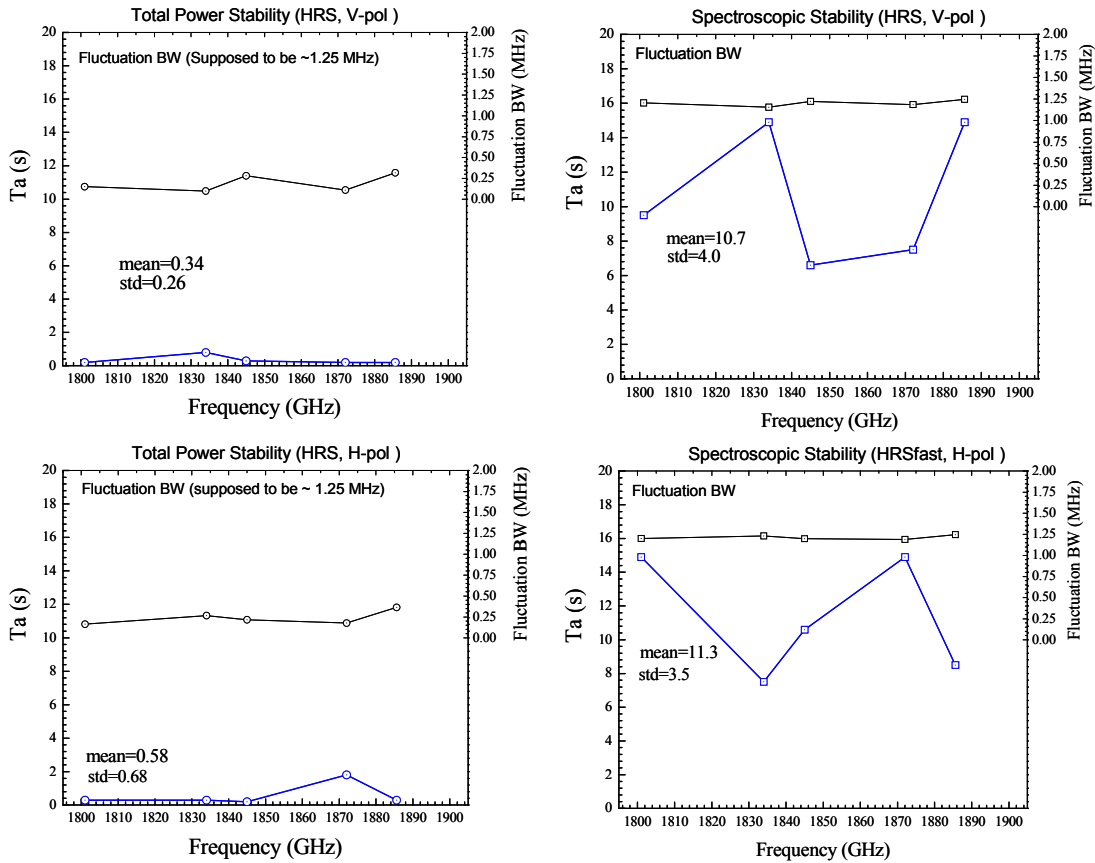 Total Power Stability (HRS, V-pol )
Fluctuation BW (Supposed to be ~1.25 MHz)
mean=0.34
std=0.26
Ta (s)
20
18
16
14
12
10
8
6
4
2
0
2.00
1.75
1.50
1.25
1.00
0.75
0.50
0.25
0.00
Fluctuation BW (MHz)
1800 1810 1820 1830 1840 1850 1860 1870 1880 1890 1900
Frequency (GHz)
Spectroscopic Stability (HRS, V-pol )
Fluctuation BW
mean=10.7
std=4.0
Ta (s)
20
18
16
14
12
10
8
6
4
2
0
2.00
1.75
1.50
1.25
1.00
0.75
0.50
0.25
0.00
Fluctuation BW (MHz)
1800 1810 1820 1830 1840 1850 1860 1870 1880 1890 1900
Frequency (GHz)
Total Power Stability (HRS, H-pol )
Fluctuation BW (supposed to be ~ 1.25 MHz)
mean=0.58
std=0.68
Ta (s)
20
18
16
14
12
10
8
6
4
2
0
2.00
1.75
1.50
1.25
1.00
0.75
0.50
0.25
0.00
Fluctuation BW (MHz)
1800 1810 1820 1830 1840 1850 1860 1870 1880 1890 1900
Frequency (GHz)
Spectroscopic Stability (HRSfast, H-pol )
Fluctuation BW
mean=11.3
std=3.5
Ta (s)
20
18
16
14
12
10
8
6
4
2
0
2.00
1.75
1.50
1.25
1.00
0.75
0.50
0.25
0.00
Fluctuation BW (MHz)
1800 1810 1820 1830 1840 1850 1860 1870 1880 1890 1900
Frequency (GHz)